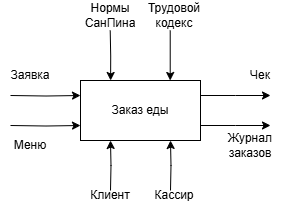 Нормы
СанПина
Трудовой
кодекс
Заявка
Чек
Заказ еды
Меню
Журнал
заказов
Клиент
Кассир